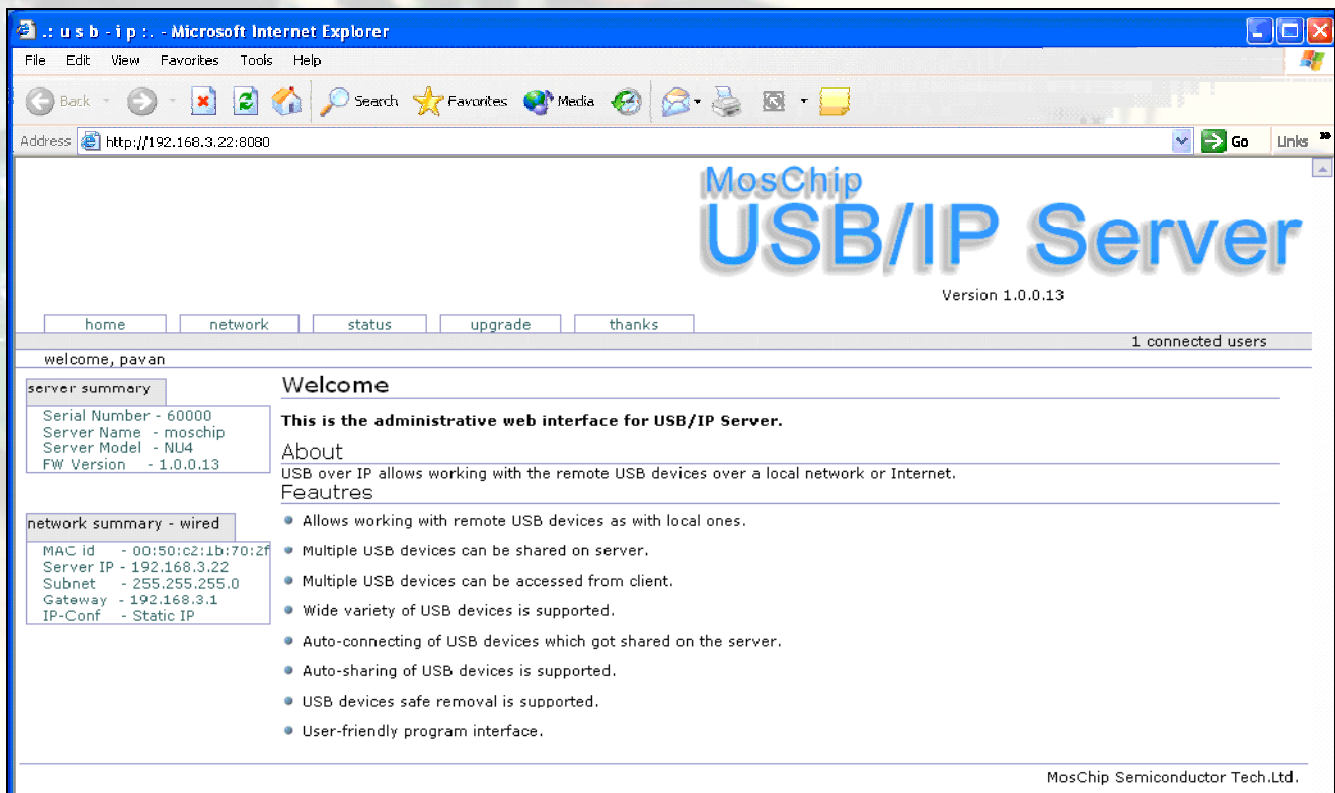 .: u s b - i p :. - Microsoft Internet Explorer
File Edit View Favorites Tools Help
Back Search Favorites Media
Address http://192.168.3.22:8080 Go Links »
MosChip
USB/IP Server
Version 1.0.0.13
home network status upgrade thanks
1 connected users
welcome, pavan
server summary
Serial Number - 60000
Server Name - moschip
Server Model - NU4
FW Version - 1.0.0.13
network summary - wired
MAC id - 00:50:c2:1b:70:2f
Server IP - 192.168.3.22
Subnet - 255.255.255.0
Gateway - 192.168.3.1
IP-Conf - Static IP
Welcome
This is the administrative web interface for USB/IP Server.
About
USB over IP allows working with the remote USB devices over a local network or Internet.
Feautres
Allows working with remote USB devices as with local ones.
Multiple USB devices can be shared on server.
Multiple USB devices can be accessed from client.
Wide variety of USB devices is supported.
Auto-connecting of USB devices which got shared on the server.
Auto-sharing of USB devices is supported.
USB devices safe removal is supported.
User-friendly program interface.
MosChip Semiconductor Tech.Ltd.